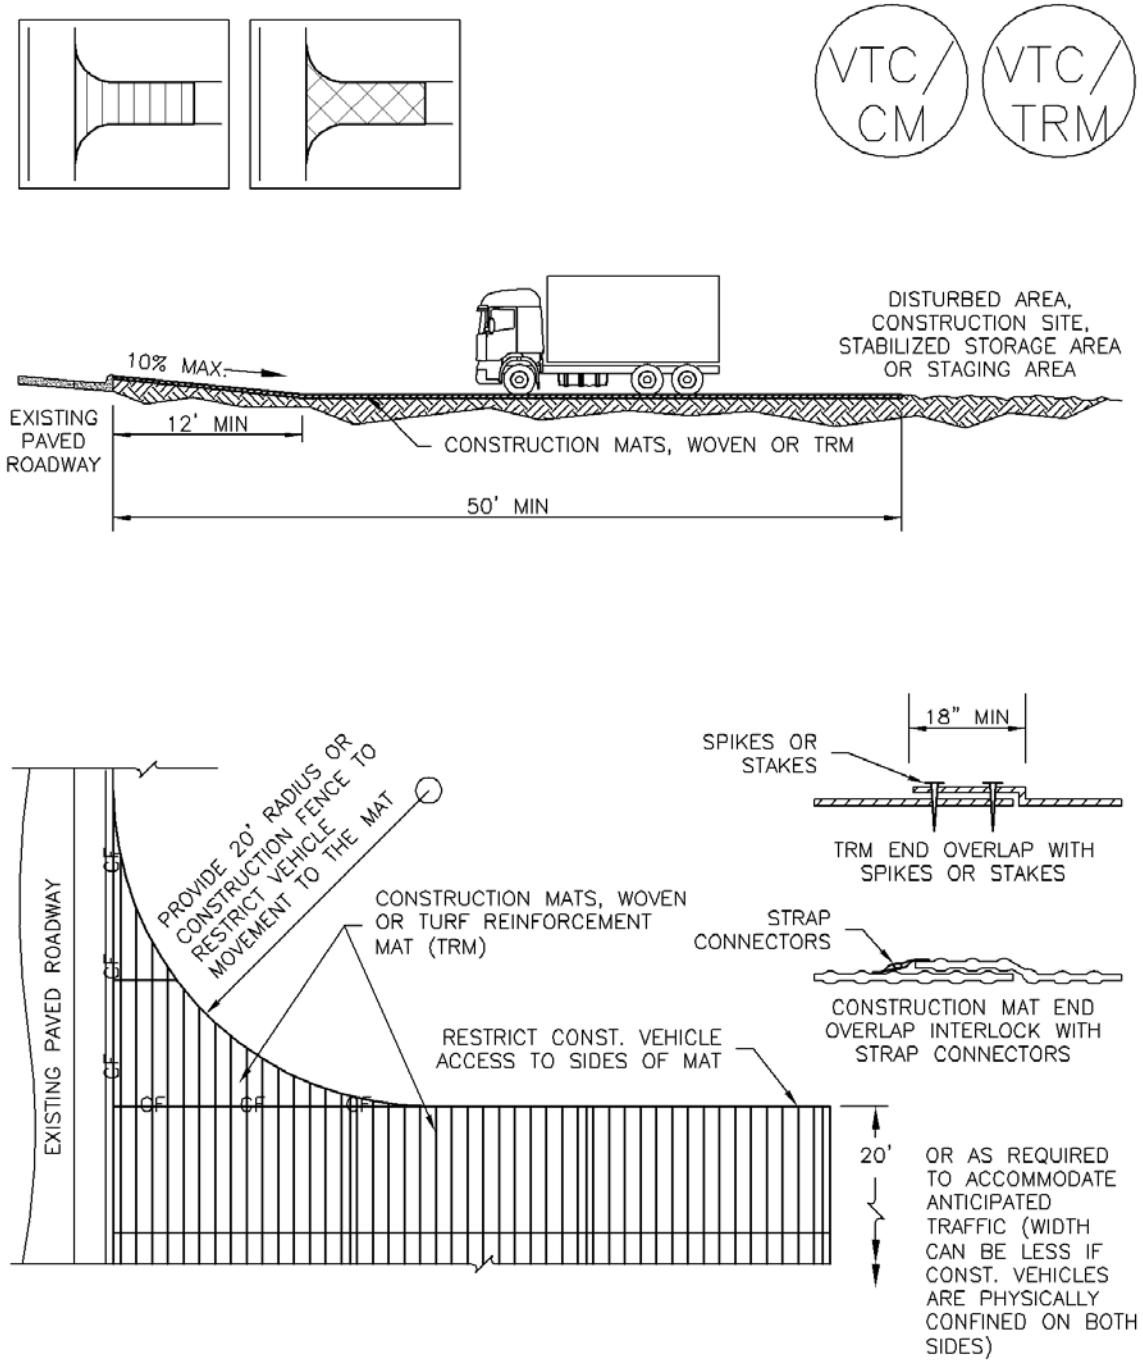 VTC/
CM
VTC/
TRM
DISTURBED AREA,
CONSTRUCTION SITE,
STABILIZED STORAGE AREA
OR STAGING AREA
10% MAX.
EXISTING
PAVED
ROADWAY
12' MIN
CONSTRUCTION MATS, WOVEN OR TRM
50' MIN
18" MIN
SPIKES OR
STAKES
TRM END OVERLAP WITH
SPIKES OR STAKES
STRAP
CONNECTORS
CONSTRUCTION MAT END
OVERLAP INTERLOCK WITH
STRAP CONNECTORS
PROVIDE 20' RADIUS OR
CONSTRUCTION FENCE TO
RESTRICT VEHICLE
MOVEMENT TO THE MAT
CONSTRUCTION MATS, WOVEN
OR TURF REINFORCEMENT
MAT (TRM)
RESTRICT CONST. VEHICLE
ACCESS TO SIDES OF MAT
EXISTING PAVED ROADWAY
CF
CF
CF
CF
CF
CF
20'
OR AS REQUIRED
TO ACCOMMODATE
ANTICIPATED
TRAFFIC (WIDTH
CAN BE LESS IF
CONST. VEHICLES
ARE PHYSICALLY
CONFINED ON BOTH
SIDES)